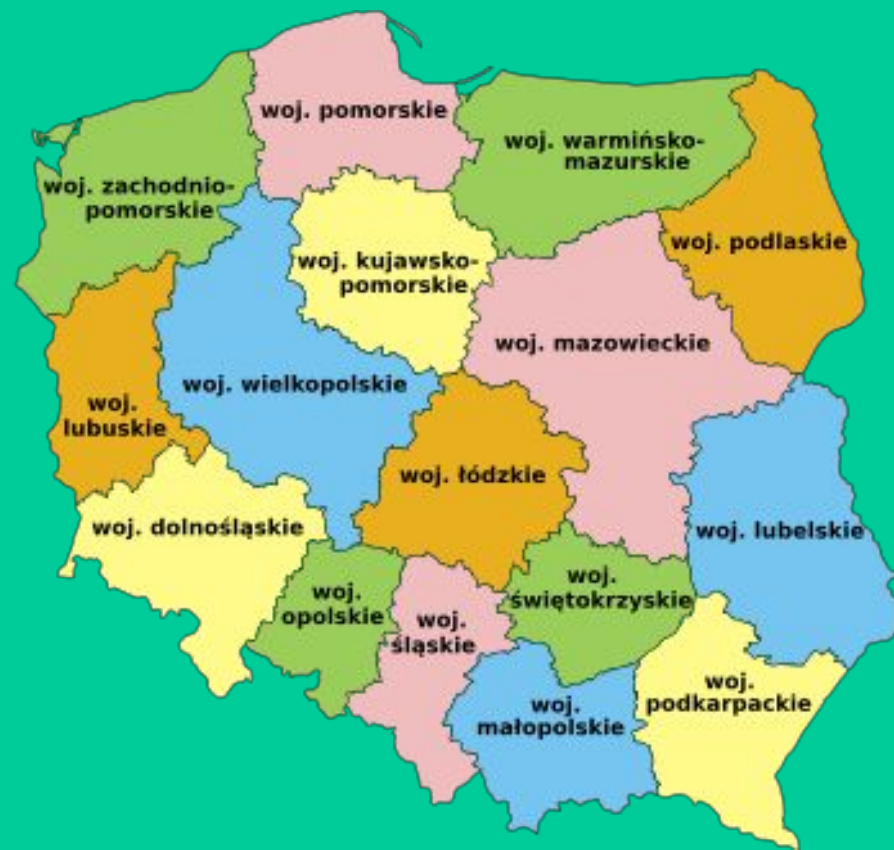 woj. pomorskie
woj. warmińsko-
mazurskie
woj. zachodnio-
pomorskie
woj. podlaskie
woj. kujawsko-
pomorskie
woj. mazowieckie
woj. wielkopolskie
woj.
lubuskie
woj. łódzkie
woj. dolnośląskie
woj. lubelskie
woj.
opolskie
woj.
świętokrzyskie
woj.
śląskie
woj.
podkarpackie
woj.
małopolskie